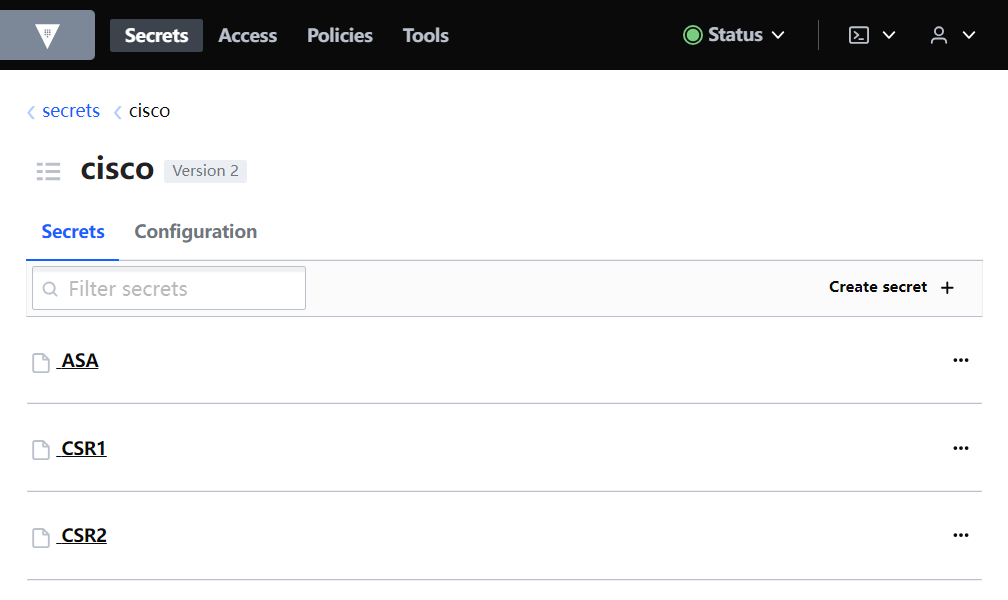 Secrets Access Policies Tools Status
secrets cisco
cisco Version 2
Secrets Configuration
Filter secrets Create secret +
ASA
CSR1
CSR2